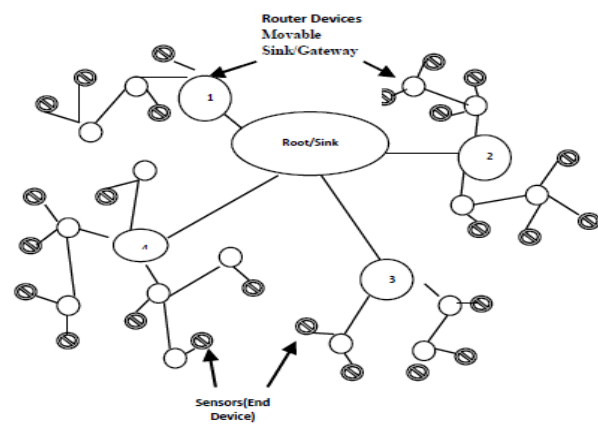 Router Devices
Movable
Sink/Gateway
1
Root/Sink
2
4
3
Sensors(End
Device)